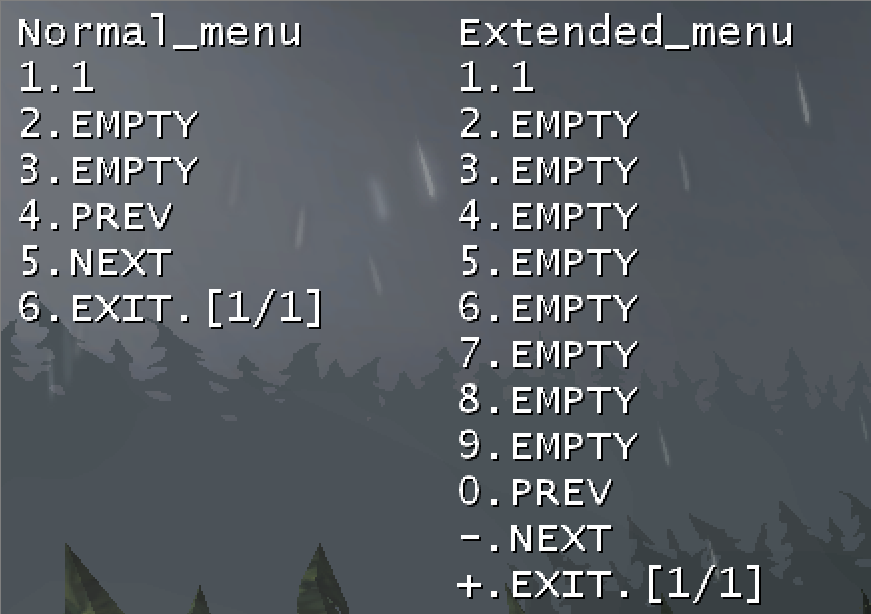 Normal_menu
1.1
2.EMPTY
3.EMPTY
4.PREV
5.NEXT
6.EXIT.[1/1]
Extended_menu
1.1
2.EMPTY
3.EMPTY
4.EMPTY
5.EMPTY
6.EMPTY
7.EMPTY
8.EMPTY
9.EMPTY
0.PREV
-.NEXT
+.EXIT.[1/1]